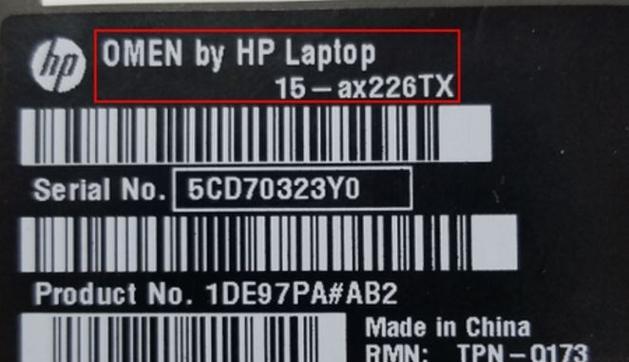 hp
OMEN by HP Laptop
15-ax226TX
Serial No. 5CD70323Y0
Product No. 1DE97PA#AB2
Made in China
RMN: TPN-Q173